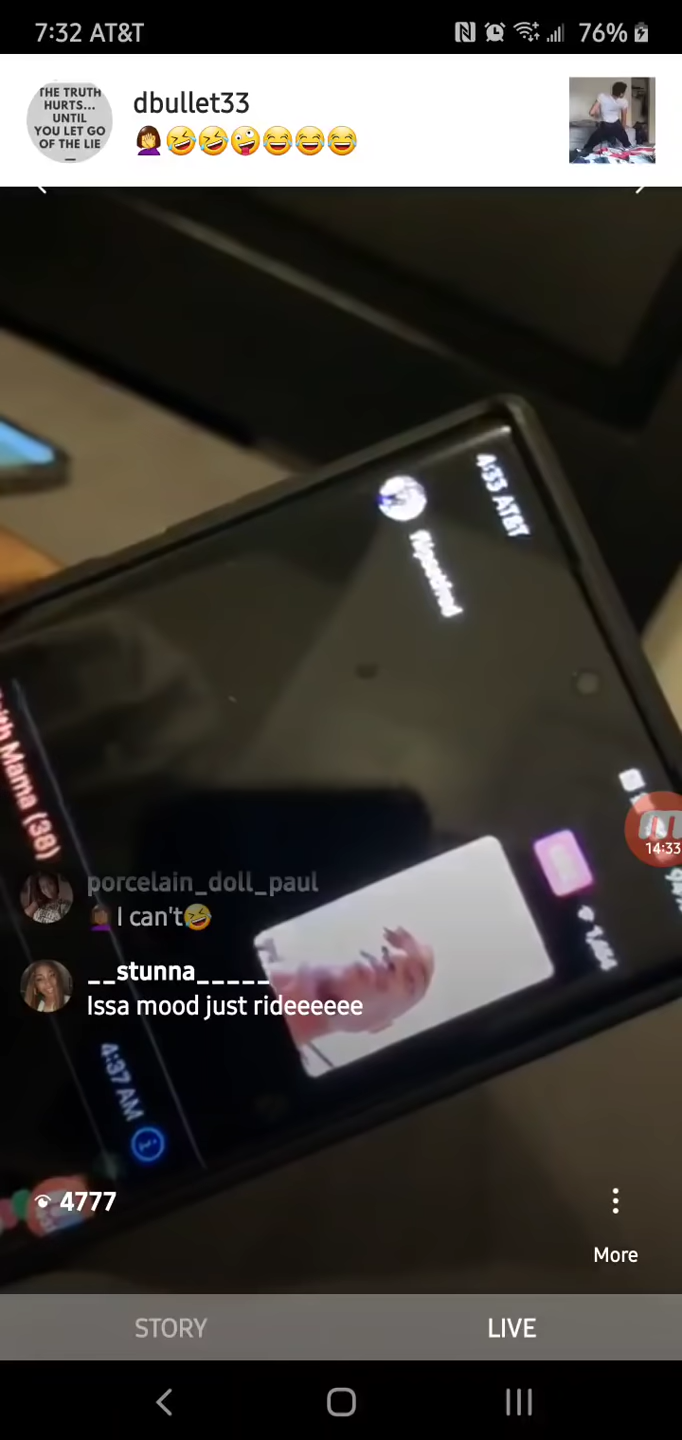 7:32 AT&T
76%
THE TRUTH
HURTS...
UNTIL
YOU LET GO
OF THE LIE
dbullet33
4:33 AT&T
Mama (38)
14:33
porcelain_doll_paul
I can't
__stunna_____
Issa mood just rideeeeee
4:37 AM
4777
More
STORY
LIVE